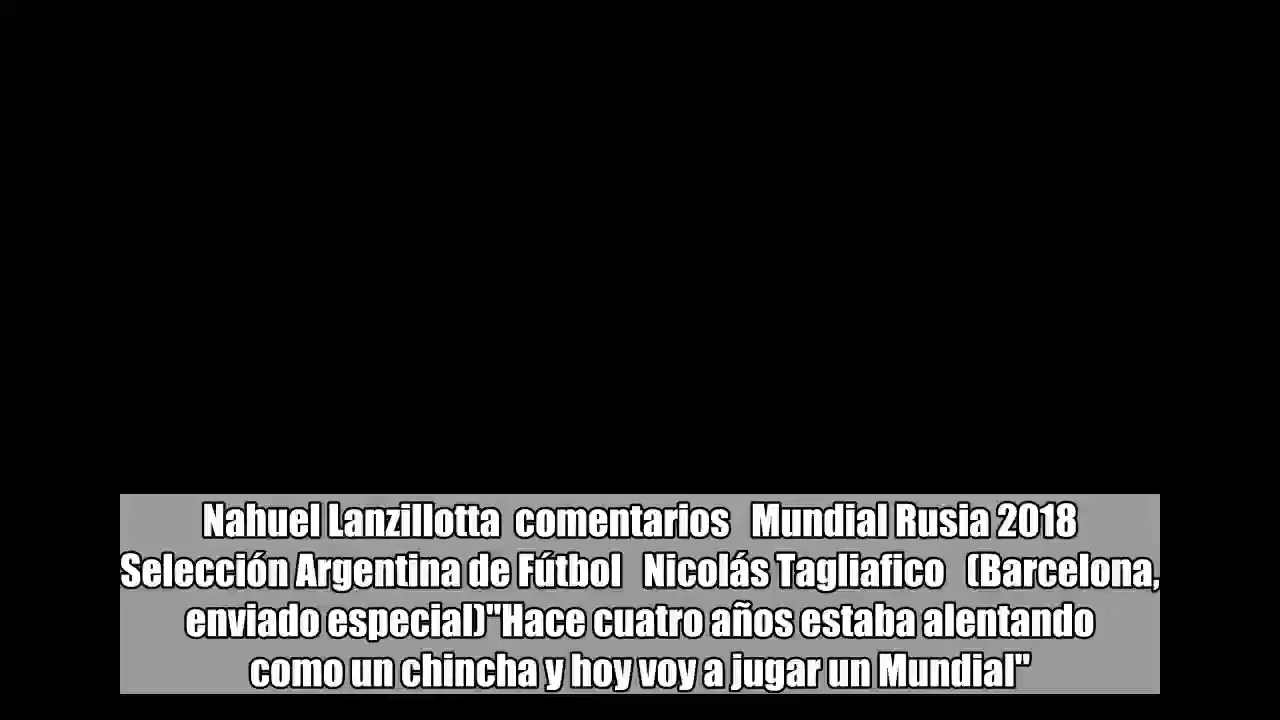 Nahuel Lanzillotta  comentarios   Mundial Rusia 2018
Selección Argentina de Fútbol   Nicolás Tagliafico   (Barcelona,
enviado especial)"Hace cuatro años estaba alentando
como un chincha y hoy voy a jugar un Mundial"